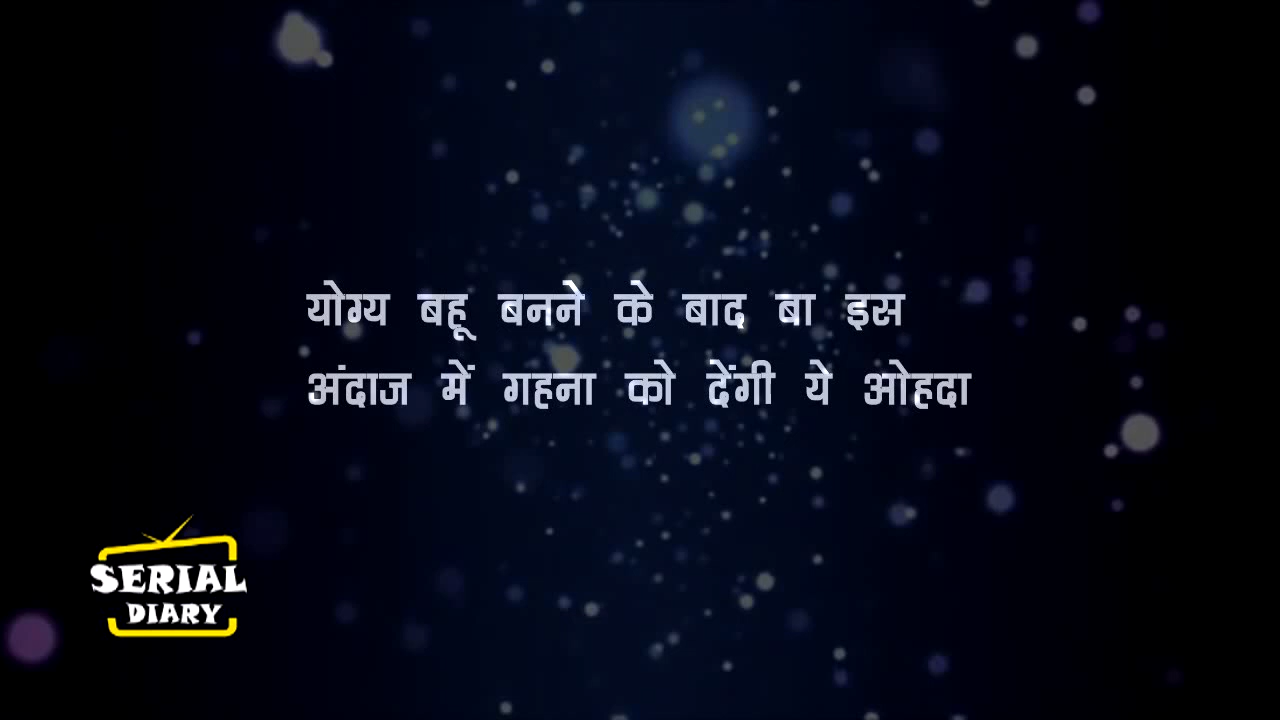 योग्य बहू बनने के बाद बा इस
अंदाज में गहना को देंगी ये ओहदा
SERIAL
DIARY